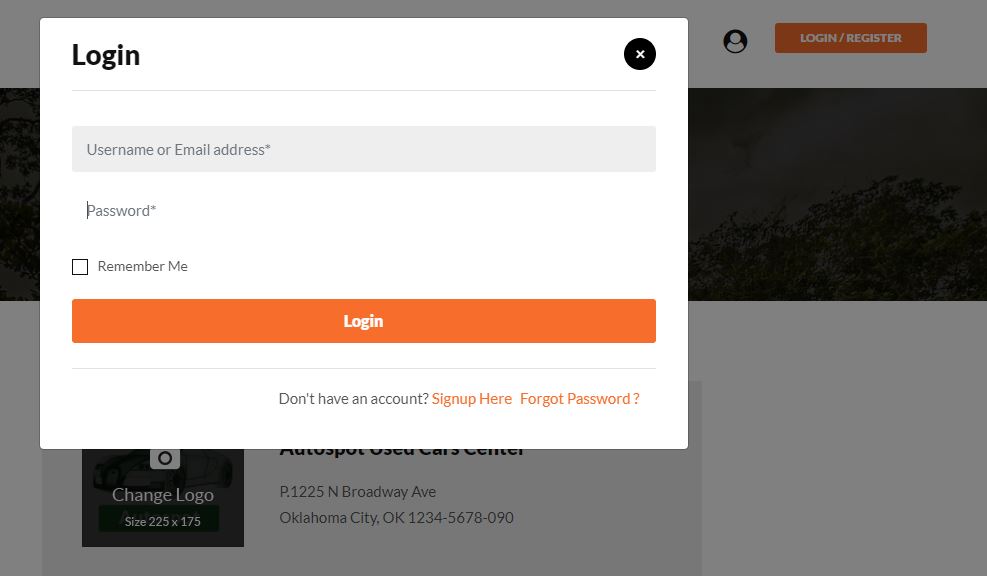 Login
LOGIN / REGISTER
Username or Email address*
Password*
Remember Me
Login
Don't have an account? Signup Here Forgot Password ?
Autospot Used Cars Center
Change Logo
Size 225 x 175
P.1225 N Broadway Ave
Oklahoma City, OK 1234-5678-090